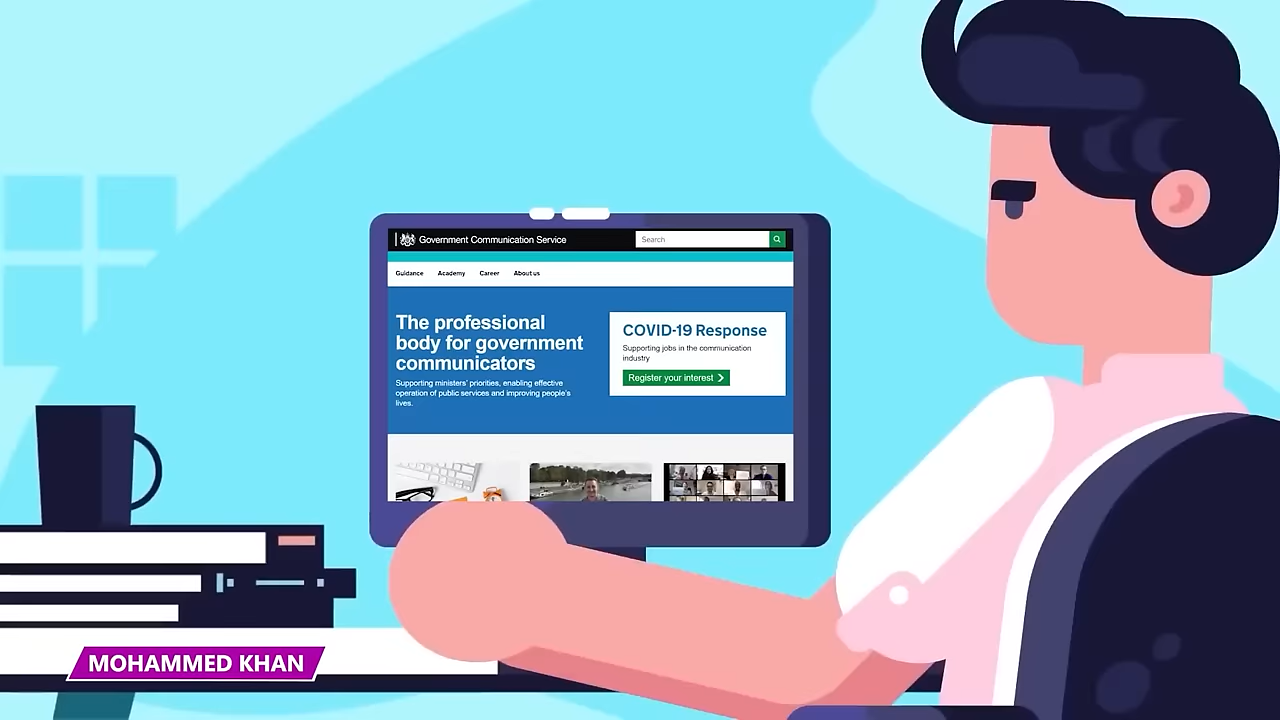 Government Communication Service
Search
Guidance Academy Career About us
The professional
body for government
communicators
Supporting ministers' priorities, enabling effective
operation of public services and improving people's
lives.
COVID-19 Response
Supporting jobs in the communication
industry
Register your interest
MOHAMMED KHAN